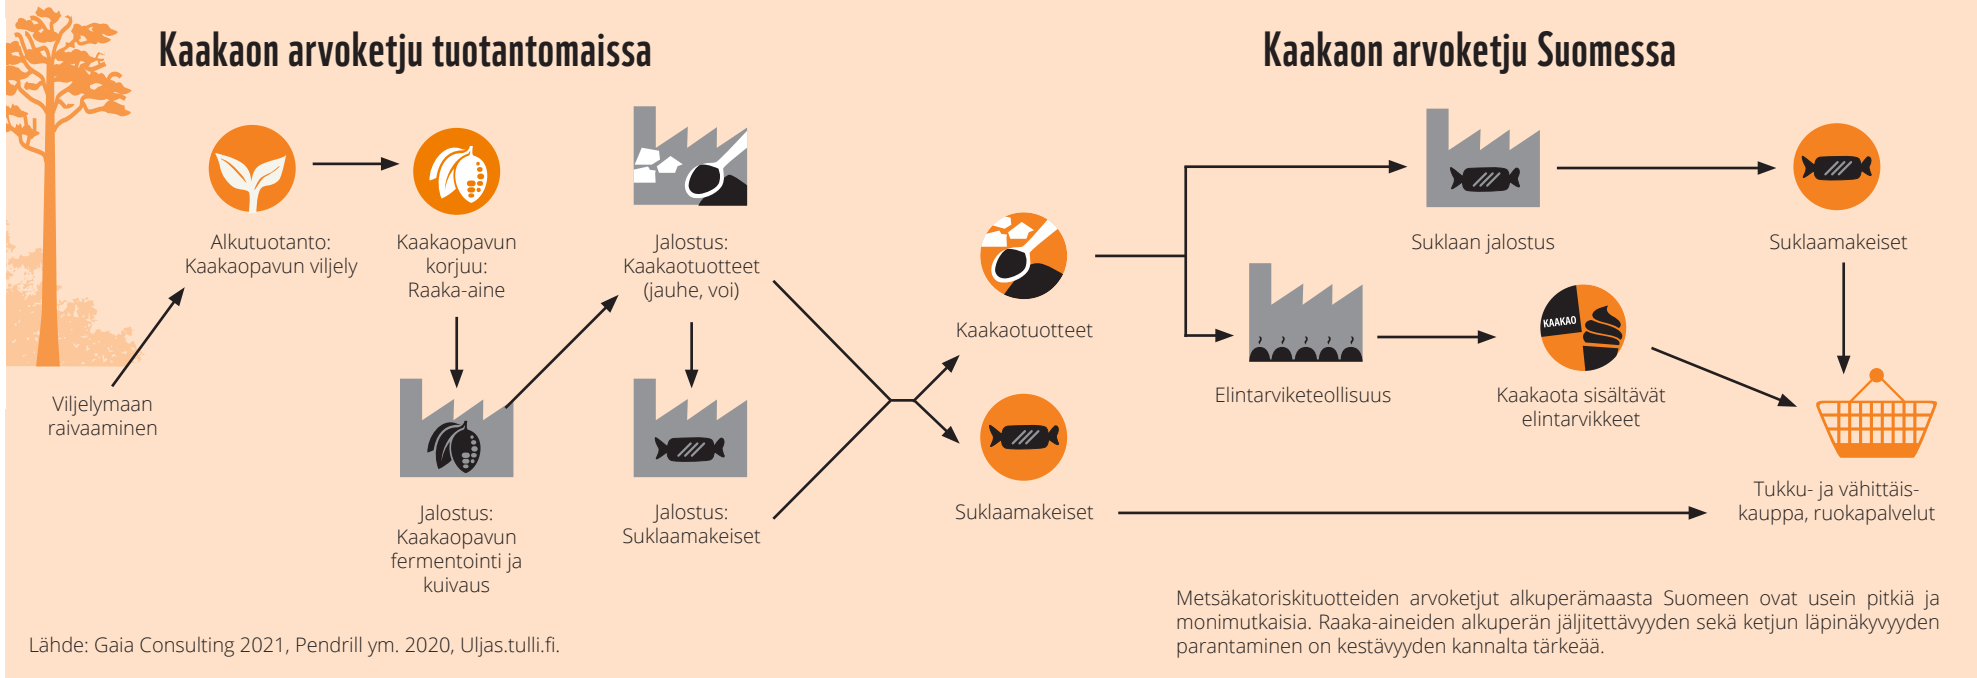 Kaakaon arvoketju tuotantomaissa
Kaakaon arvoketju Suomessa
Viljelymaan
raivaaminen
Alkutuotanto:
Kaakaopavun viljely
Kaakaopavun
korjuu:
Raaka-aine
Jalostus:
Kaakaopavun
fermentointi ja
kuivaus
Jalostus:
Kaakaotuotteet
(jauhe, voi)
Jalostus:
Suklaamakeiset
Kaakaotuotteet
Suklaamakeiset
Suklaan jalostus
Suklaamakeiset
Elintarviketeollisuus
KAAKAO
Kaakaota sisältävät
elintarvikkeet
Tukku- ja vähittäis-
kauppa, ruokapalvelut
Metsäkatoriskituotteiden arvoketjut alkuperämaasta Suomeen ovat usein pitkiä ja
monimutkaisia. Raaka-aineiden alkuperän jäljitettävyyden sekä ketjun läpinäkyvyyden
parantaminen on kestävyyden kannalta tärkeää.
Lähde: Gaia Consulting 2021, Pendrill ym. 2020, Uljas.tulli.fi.